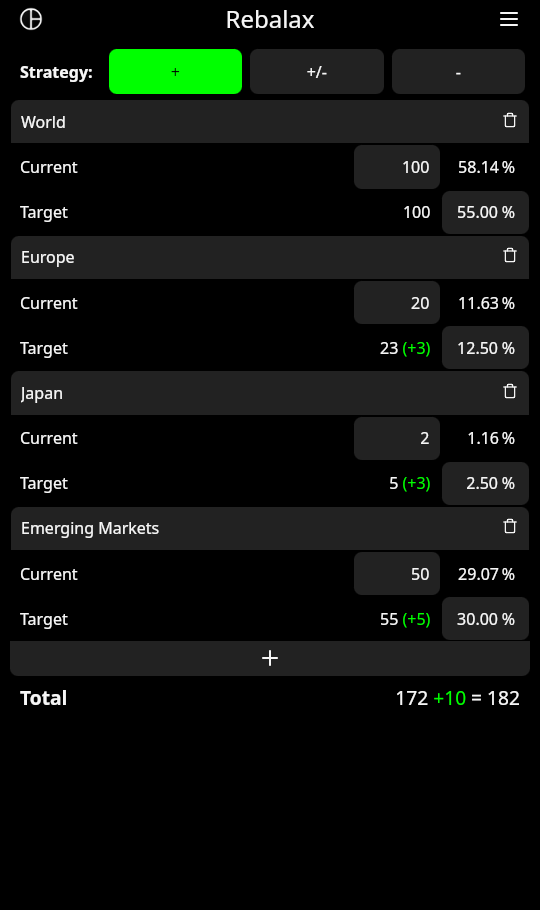 Rebalax
Strategy: + +/- -
World
Current 100 58.14 %
Target 100 55.00 %
Europe
Current 20 11.63 %
Target 23 (+3) 12.50 %
Japan
Current 2 1.16 %
Target 5 (+3) 2.50 %
Emerging Markets
Current 50 29.07 %
Target 55 (+5) 30.00 %
+
Total 172 +10 = 182